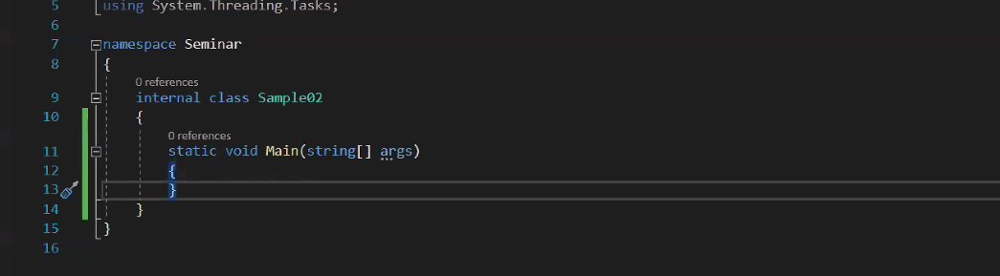 5 using System.Threading.Tasks;
6
7 namespace Seminar
8 {
0 references
9 internal class Sample02
10 {
0 references
11 static void Main(string[] args)
12 {
13 }
14 }
15 }
16